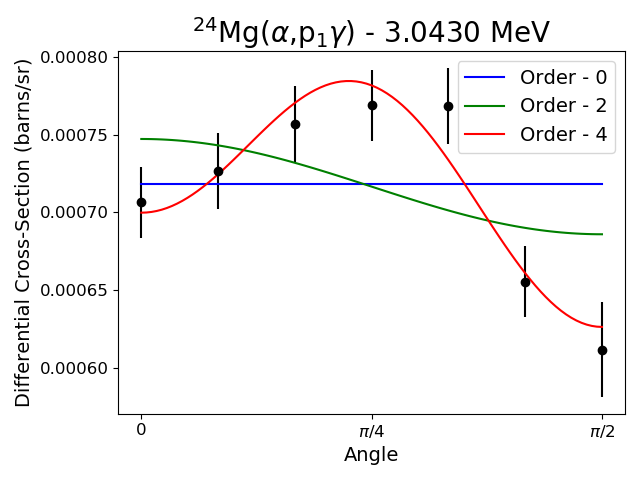 ²⁴Mg(α,p₁γ) - 3.0430 MeV
Differential Cross-Section (barns/sr)
0.00080
0.00075
0.00070
0.00065
0.00060
Order - 0
Order - 2
Order - 4
0
π/4
π/2
Angle